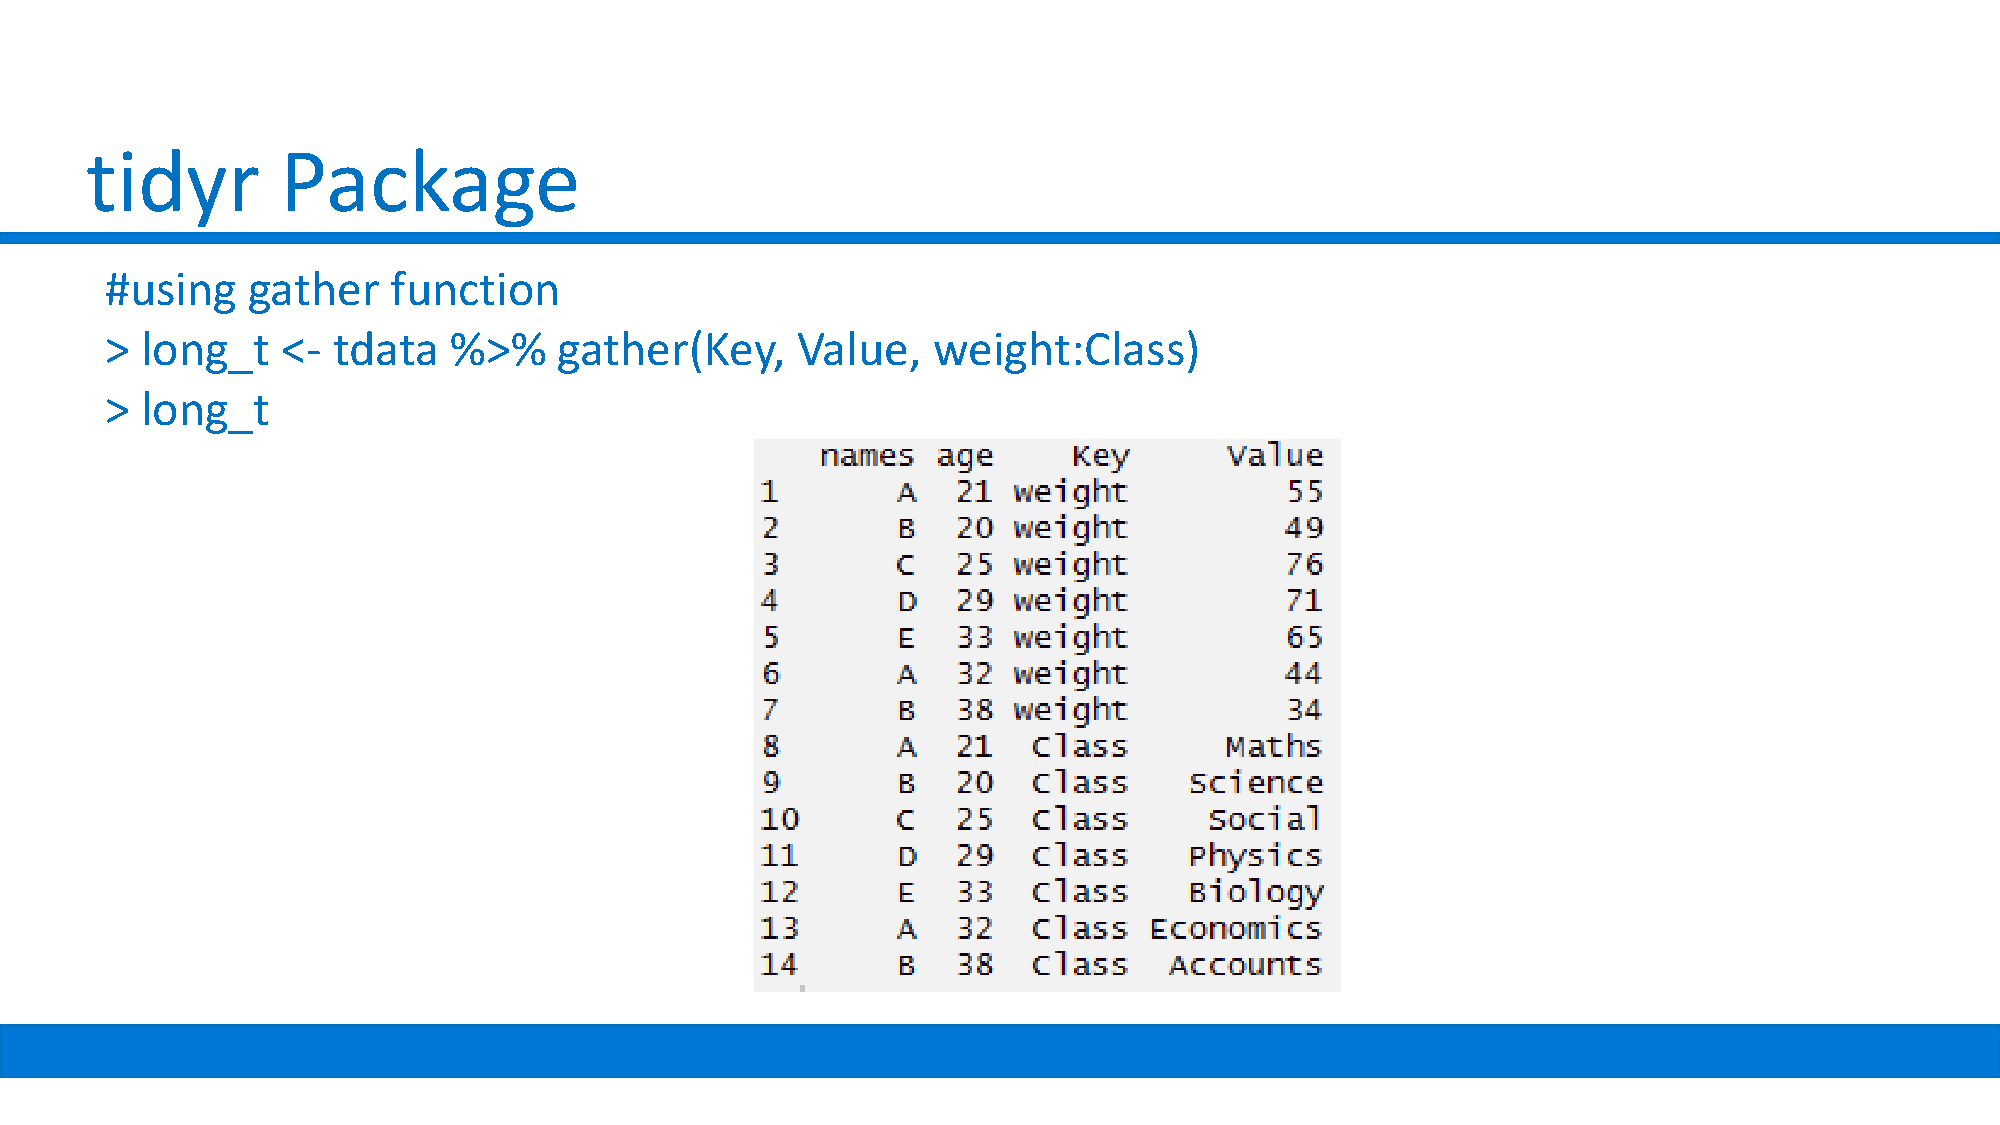 tidyr Package
#using gather function
> long_t <- tdata %>% gather(Key, Value, weight:Class)
> long_t
names age Key Value
1 A 21 weight 55
2 B 20 weight 49
3 C 25 weight 76
4 D 29 weight 71
5 E 33 weight 65
6 A 32 weight 44
7 B 38 weight 34
8 A 21 Class Maths
9 B 20 Class Science
10 C 25 Class Social
11 D 29 Class Physics
12 E 33 Class Biology
13 A 32 Class Economics
14 B 38 Class Accounts